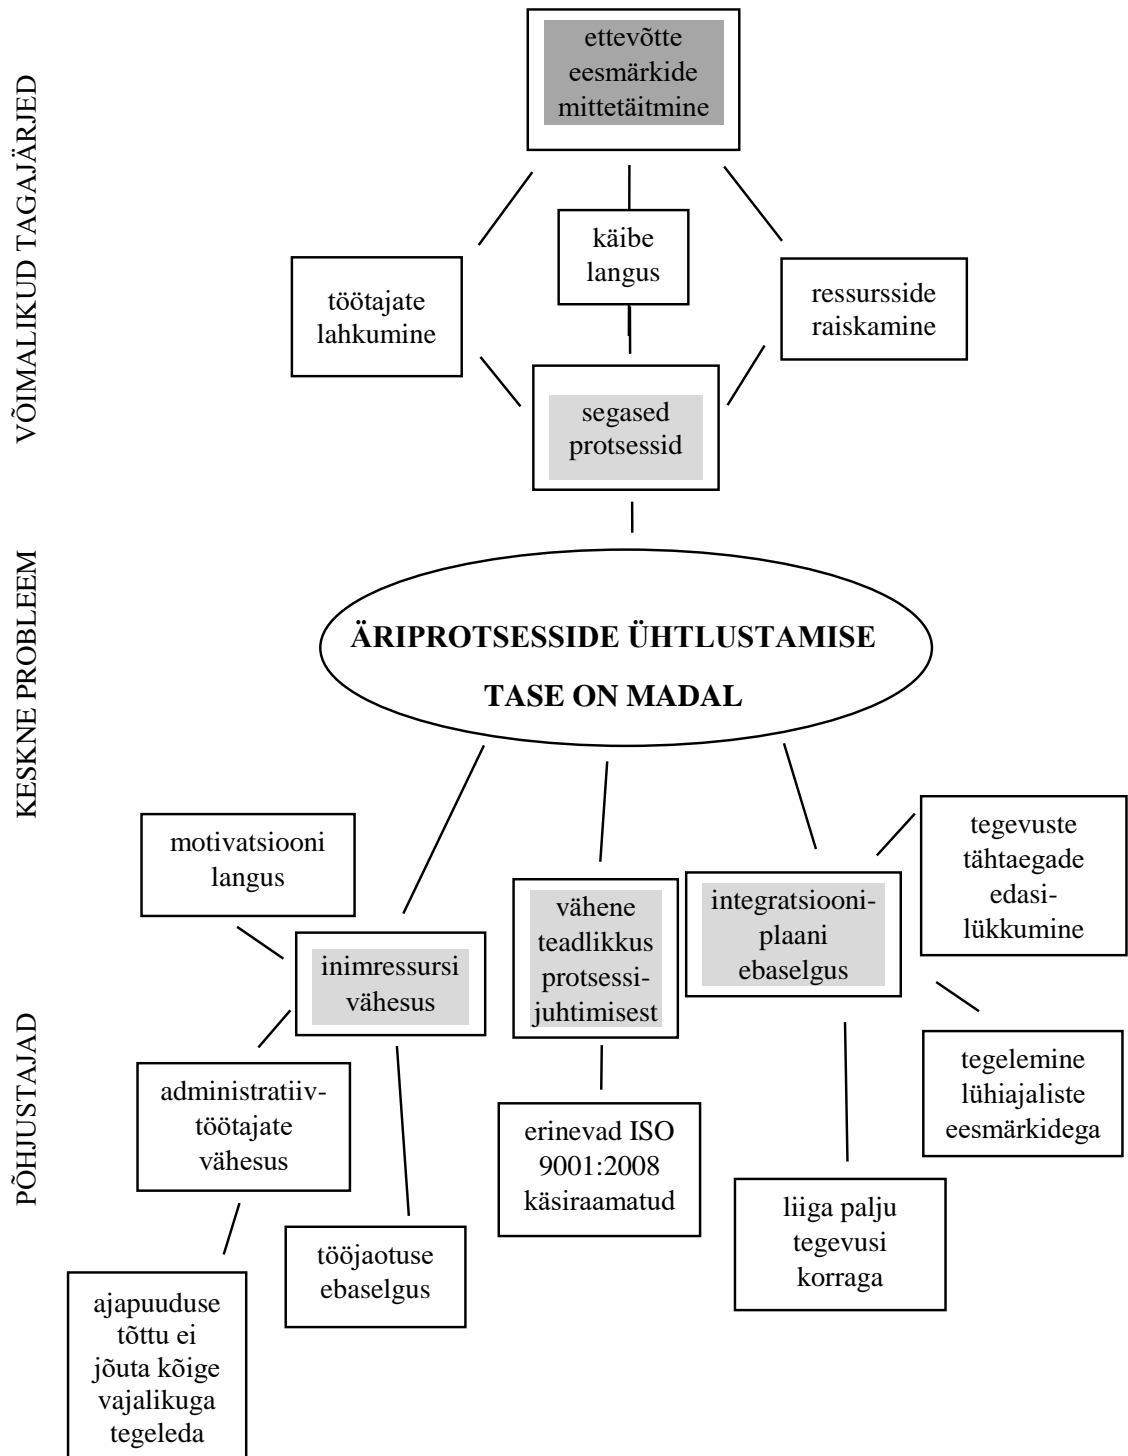 VÕIMALIKUD TAGAJÄRJED
ettevõtte
eesmärkide
mittetäitmine
käibe
langus
töötajate
lahkumine
ressursside
raiskamine
segased
protsessid
KESKNE PROBLEEM
ÄRIPROTSESSIDE ÜHTLUSTAMISE
TASE ON MADAL
PÕHJUSTAJAD
motivatsiooni
langus
inimressursi
vähesus
vähene
teadlikkus
protsessi-
juhtimisest
integratsiooni-
plaani
ebaselgus
tegevuste
tähtaegade
edasi-
lükkumine
administratiiv-
töötajate
vähesus
erinevad ISO
9001:2008
käsiraamatud
tegelemine
lühiajaliste
eesmärkidega
tööjaotuse
ebaselgus
liiga palju
tegevusi
korraga
ajapuuduse
tõttu ei
jõuta kõige
vajalikuga
tegeleda